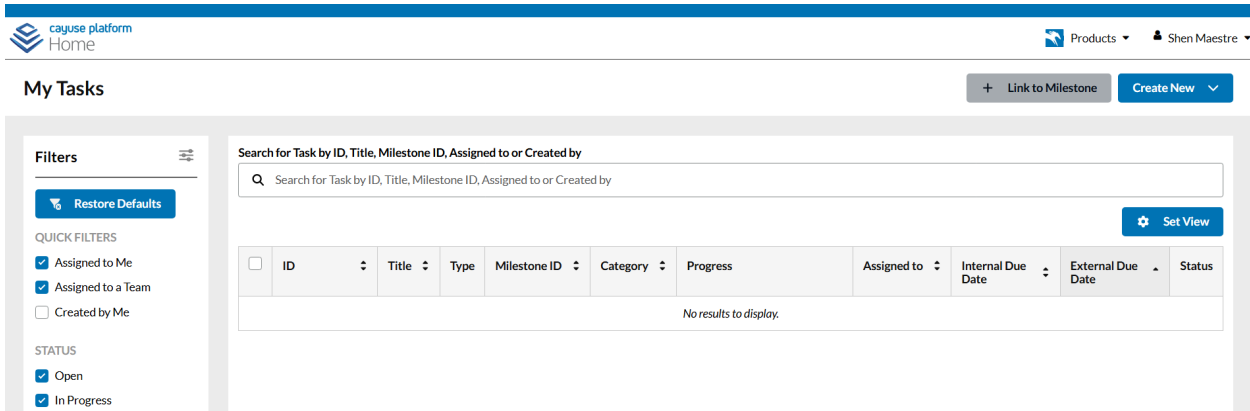 cayuse platform
Home
Products
Shen Maestre
My Tasks
+ Link to Milestone
Create New
Filters
Restore Defaults
QUICK FILTERS
Assigned to Me
Assigned to a Team
Created by Me
STATUS
Open
In Progress
Search for Task by ID, Title, Milestone ID, Assigned to or Created by
Search for Task by ID, Title, Milestone ID, Assigned to or Created by
Set View
ID Title Type Milestone ID Category Progress Assigned to Internal Due Date External Due Date Status
No results to display.